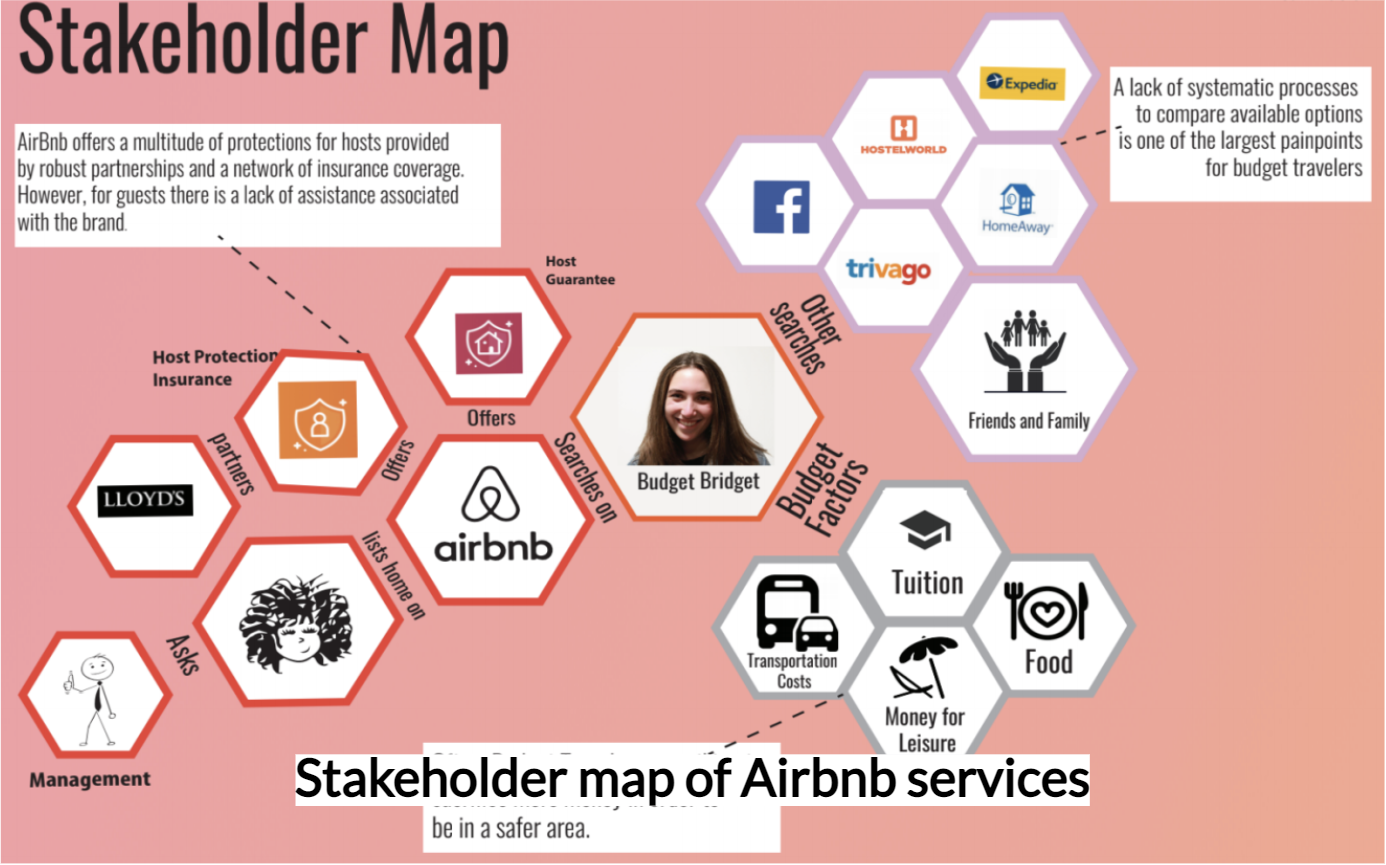 Stakeholder Map
AirBnb offers a multitude of protections for hosts provided
by robust partnerships and a network of insurance coverage.
However, for guests there is a lack of assistance associated
with the brand.
Expedia
HOSTELWORLD
HomeAway
trivago
A lack of systematic processes
to compare available options
is one of the largest painpoints
for budget travelers
Friends and Family
Other
searches
Host
Guarantee
Offers
Host Protection
Insurance
Offers
partners
LLOYD'S
airbnb
Searches on
Budget Bridget
Budget
Factors
lists home on
Asks
Management
Tuition
Transportation
Costs
Food
Money for
Leisure
Stakeholder map of Airbnb services
be in a safer area.